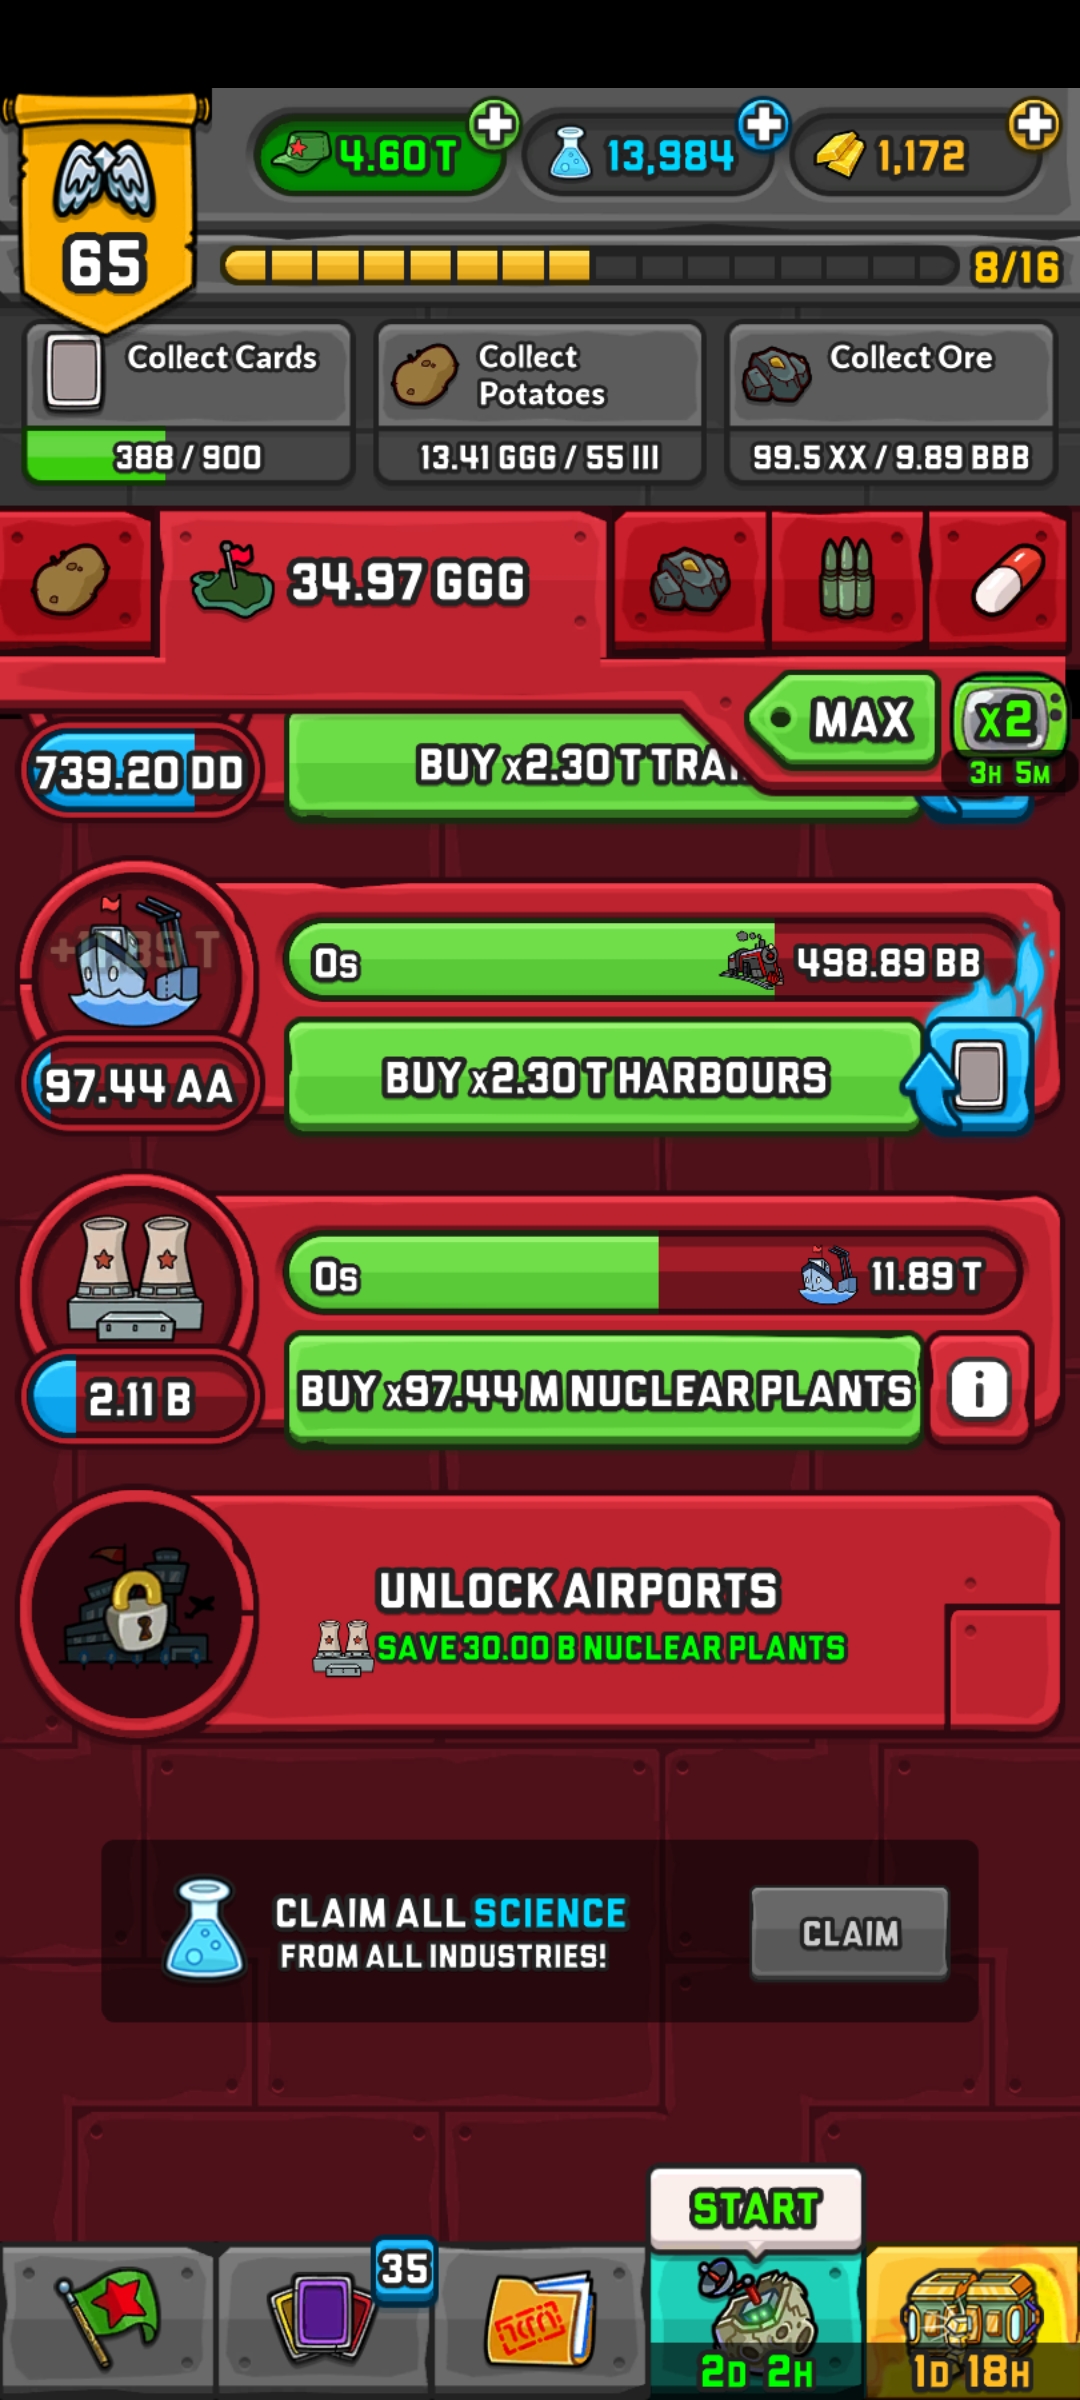 4.60 T
13,984
1,172
65
8/16
Collect Cards
388 / 900
Collect
Potatoes
13.41 GGG / 55 III
Collect Ore
99.5 XX / 9.89 BBB
34.97 GGG
MAX
x2
3H 5M
739.20 DD
BUY x2.30 T
+11.89 T
0s
498.89 BB
97.44 AA
BUY x2.30 T HARBOURS
0s
11.89 T
2.11 B
BUY x97.44 M NUCLEAR PLANTS
i
UNLOCK AIRPORTS
SAVE 30.00 B NUCLEAR PLANTS
CLAIM ALL SCIENCE
FROM ALL INDUSTRIES!
CLAIM
START
35
2D 2H
1D 18H